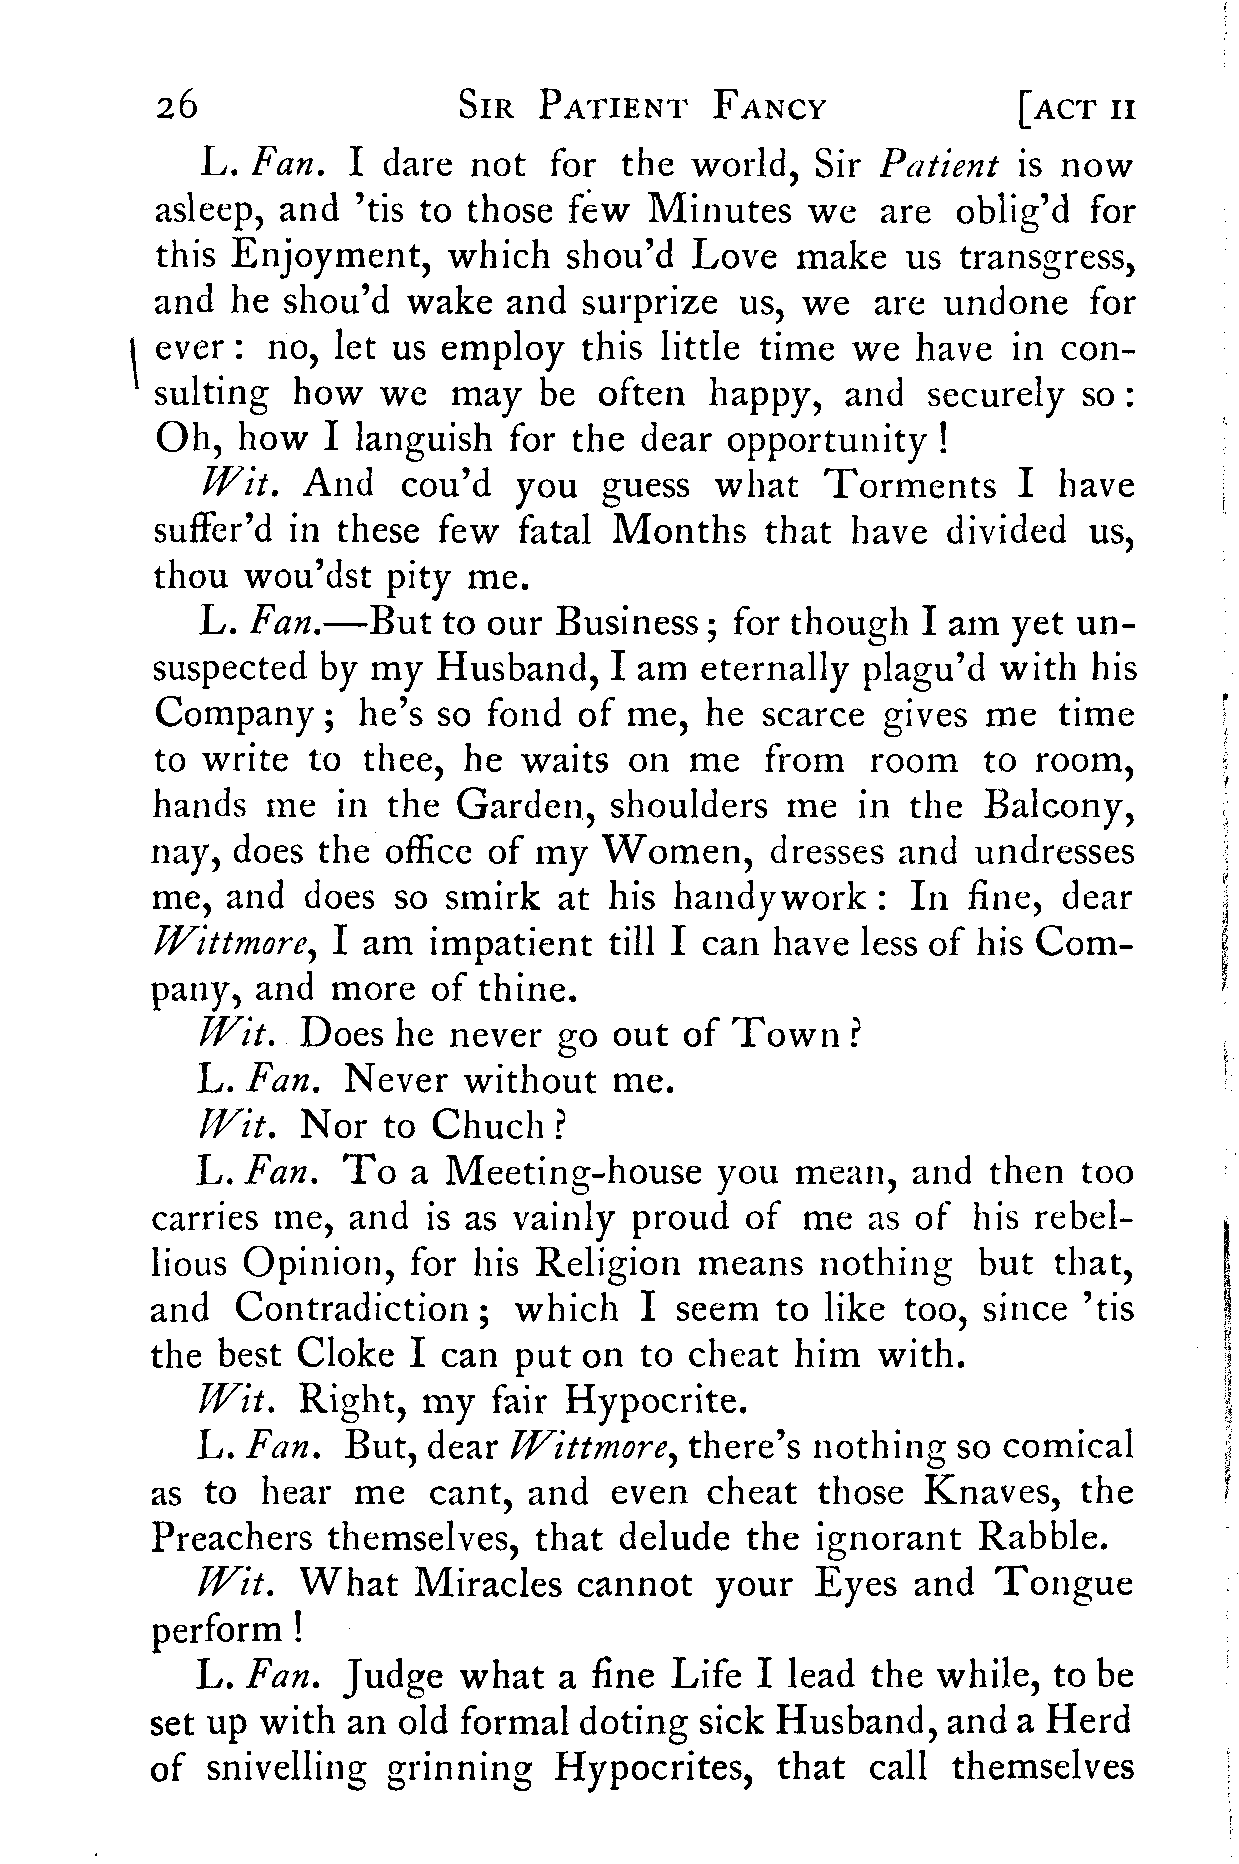 26 SIR PATIENT FANCY [ACT II
L. Fan. I dare not for the world, Sir Patient is now
asleep, and 'tis to those few Minutes we are oblig'd for
this Enjoyment, which shou'd Love make us transgress,
and he shou'd wake and surprize us, we are undone for
ever : no, let us employ this little time we have in con-
sulting how we may be often happy, and securely so :
Oh, how I languish for the dear opportunity !
Wit. And cou'd you guess what Torments I have
suffer'd in these few fatal Months that have divided us,
thou wou'dst pity me.
L. Fan.—But to our Business ; for though I am yet un-
suspected by my Husband, I am eternally plagu'd with his
Company ; he's so fond of me, he scarce gives me time
to write to thee, he waits on me from room to room,
hands me in the Garden, shoulders me in the Balcony,
nay, does the office of my Women, dresses and undresses
me, and does so smirk at his handywork : In fine, dear
Wittmore, I am impatient till I can have less of his Com-
pany, and more of thine.
Wit. Does he never go out of Town ?
L. Fan. Never without me.
Wit. Nor to Chuch ?
L. Fan. To a Meeting-house you mean, and then too
carries me, and is as vainly proud of me as of his rebel-
lious Opinion, for his Religion means nothing but that,
and Contradiction ; which I seem to like too, since 'tis
the best Cloke I can put on to cheat him with.
Wit. Right, my fair Hypocrite.
L. Fan. But, dear Wittmore, there's nothing so comical
as to hear me cant, and even cheat those Knaves, the
Preachers themselves, that delude the ignorant Rabble.
Wit. What Miracles cannot your Eyes and Tongue
perform !
L. Fan. Judge what a fine Life I lead the while, to be
set up with an old formal doting sick Husband, and a Herd
of snivelling grinning Hypocrites, that call themselves